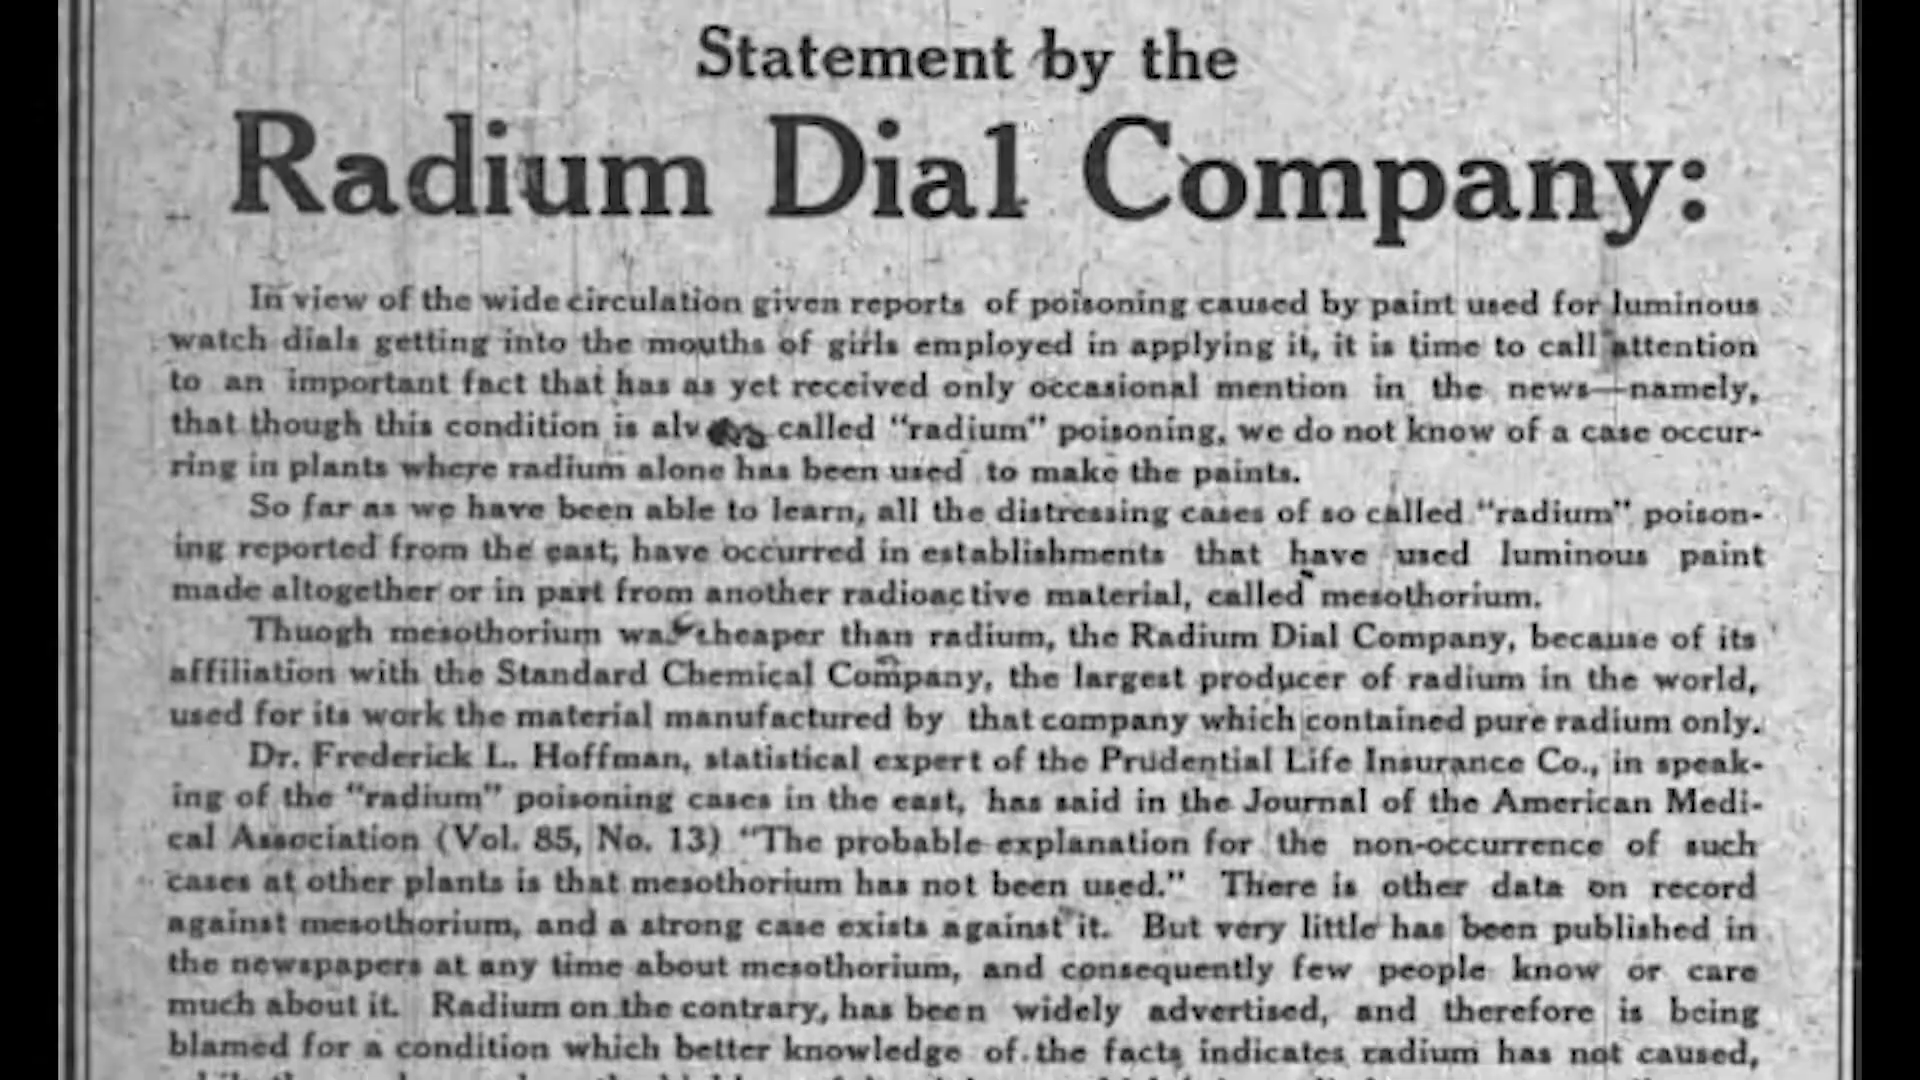 Statement by the
Radium Dial Company:
In view of the wide circulation given reports of poisoning caused by paint used for luminous
watch dials getting into the mouths of girls employed in applying it, it is time to call attention
to an important fact that has as yet received only occasional mention in the news—namely,
that though this condition is called "radium" poisoning, we do not know of a case occur-
ring in plants where radium alone has been used to make the paints.
So far as we have been able to learn, all the distressing cases of so called "radium" poison-
ing reported from the east, have occurred in establishments that have used luminous paint
made altogether or in part from another radioactive material, called mesothorium.
Thuogh mesothorium was cheaper than radium, the Radium Dial Company, because of its
affiliation with the Standard Chemical Company, the largest producer of radium in the world,
used for its work the material manufactured by that company which contained pure radium only.
Dr. Frederick L. Hoffman, statistical expert of the Prudential Life Insurance Co., in speak-
ing of the "radium" poisoning cases in the east, has said in the Journal of the American Medi-
cal Association (Vol. 85, No. 13) "The probable explanation for the non-occurrence of such
cases at other plants is that mesothorium has not been used." There is other data on record
against mesothorium, and a strong case exists against it. But very little has been published in
the newspapers at any time about mesothorium, and consequently few people know or care
much about it. Radium on the contrary, has been widely advertised, and therefore is being
blamed for a condition which better knowledge of the facts indicates radium has not caused,